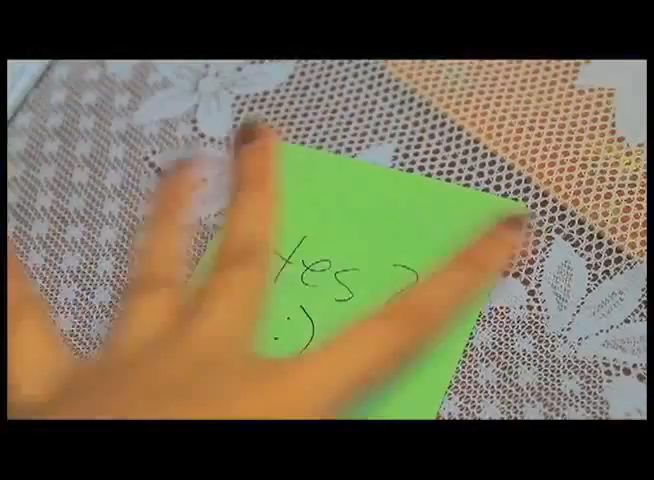 Yes ?
:)